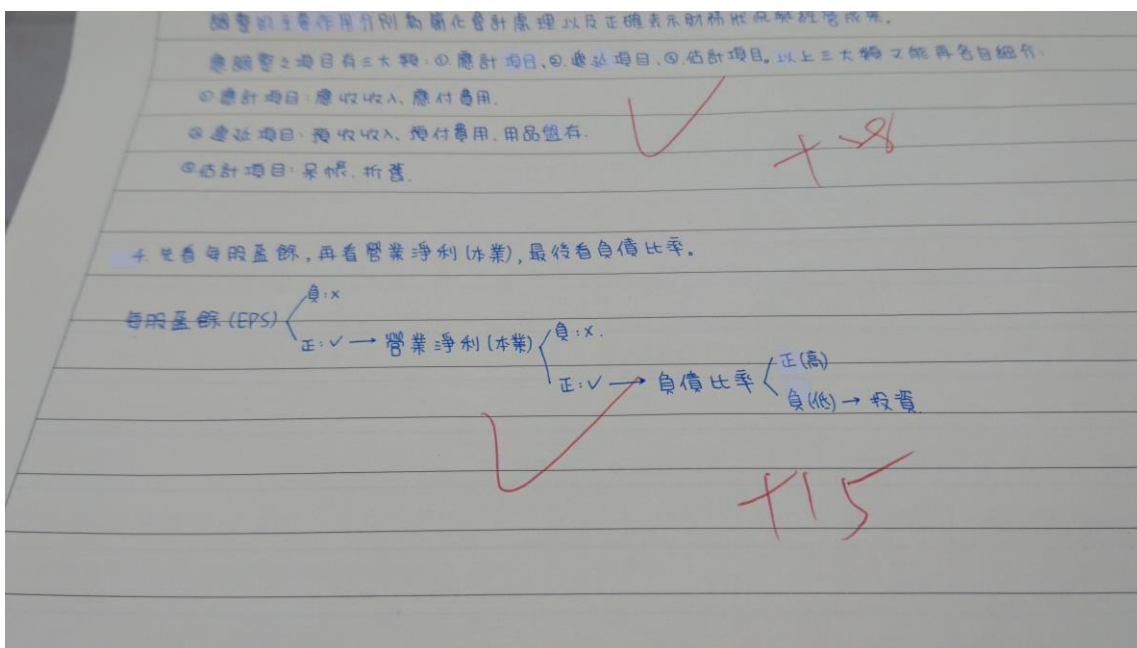 調整的主要作用分別為簡化會計處理以及正確表示財務狀況與經營成果。
應調整之項目有三大類:①應計項目、②遞延項目、③估計項目。以上三大類又能再各自細分.
①應計項目:應收收入、應付費用.
②遞延項目:預收收入、預付費用、用品盤存.
③估計項目:呆帳.折舊.
+28
4.先看每股盈餘,再看營業淨利(本業),最後看負債比率。
每股盈餘(EPS)
負:×
正:✓→營業淨利(本業)
負:×.
正:✓→負債比率
正(高)
負(低)→投資
+15